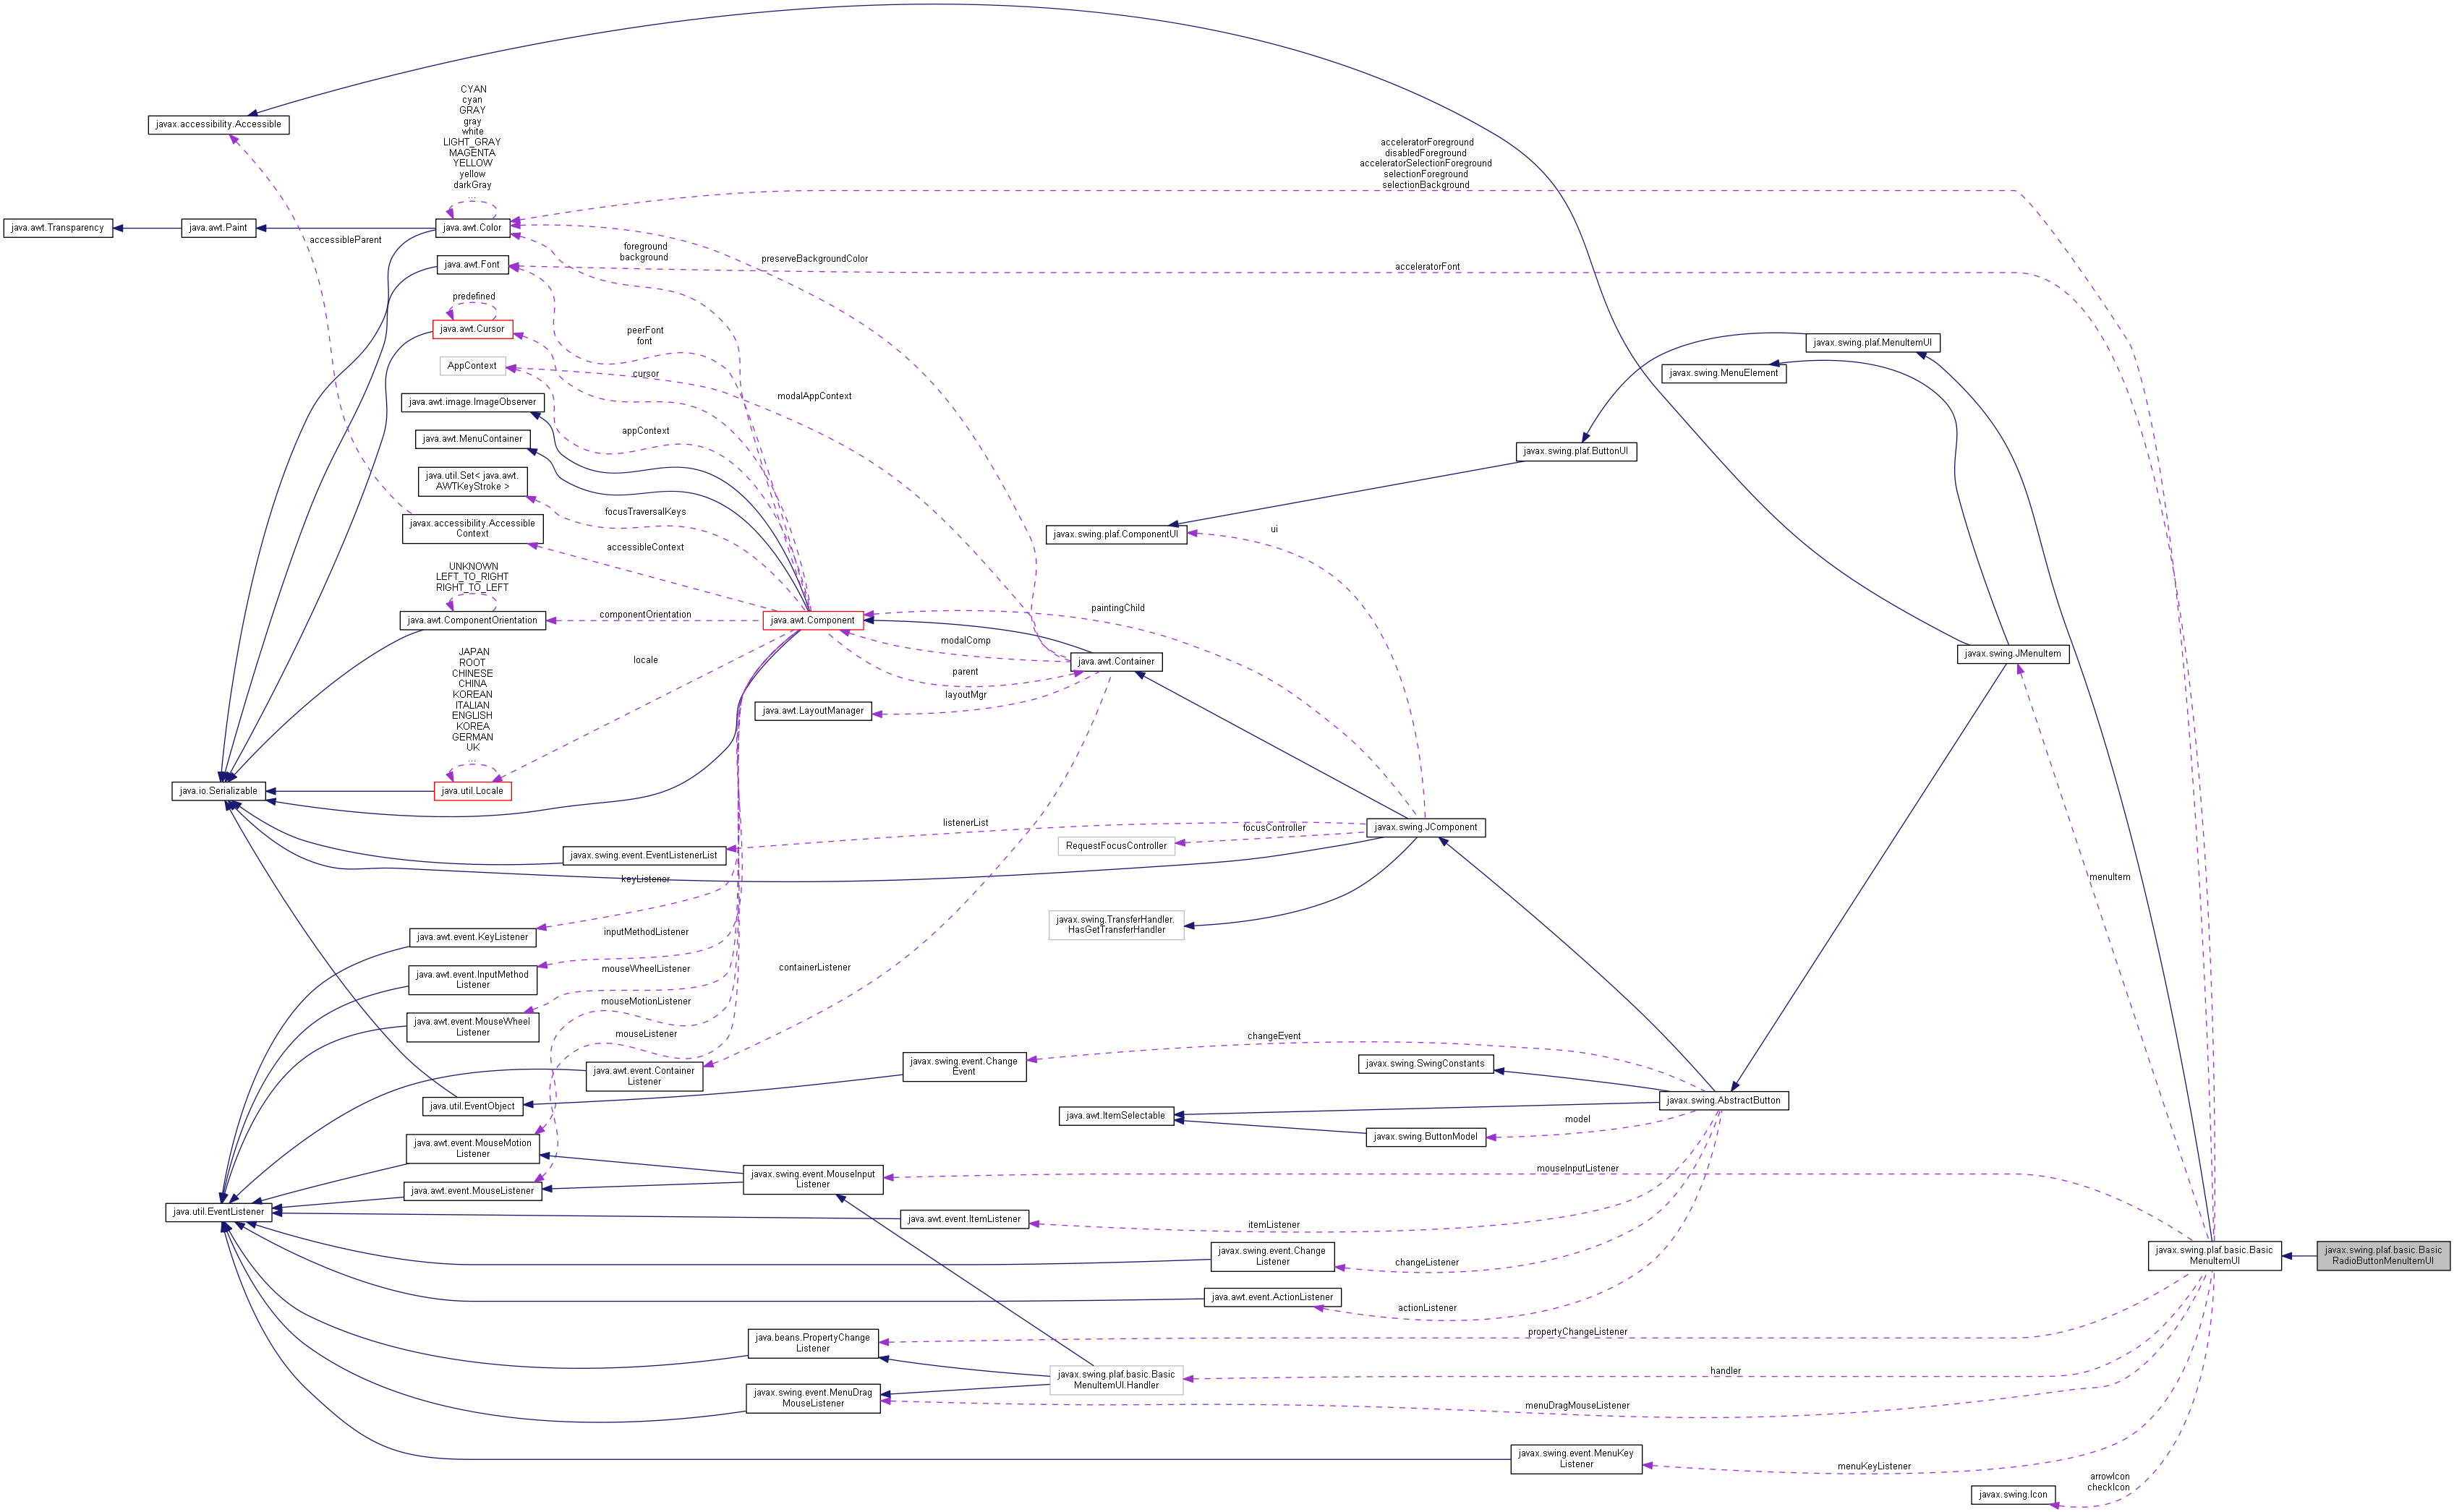 CYAN
cyan
GRAY
gray
white
LIGHT_GRAY
MAGENTA
YELLOW
yellow
darkGray
...
javax.accessibility.Accessible
acceleratorForeground
disabledForeground
acceleratorSelectionForeground
selectionForeground
selectionBackground
java.awt.Transparency
java.awt.Paint
java.awt.Color
accessibleParent
foreground
background
preserveBackgroundColor
java.awt.Font
acceleratorFont
predefined
java.awt.Cursor
peerFont
font
javax.swing.plaf.MenuItemUI
AppContext
cursor
javax.swing.MenuElement
java.awt.image.ImageObserver
modalAppContext
java.awt.MenuContainer
appContext
javax.swing.plaf.ButtonUI
java.util.Set< java.awt.
AWTKeyStroke >
focusTraversalKeys
javax.accessibility.Accessible
Context
javax.swing.plaf.ComponentUI
ui
accessibleContext
UNKNOWN
LEFT_TO_RIGHT
RIGHT_TO_LEFT
java.awt.ComponentOrientation
componentOrientation
java.awt.Component
paintingChild
modalComp
java.awt.Container
javax.swing.JMenuItem
parent
locale
JAPAN
ROOT
CHINESE
CHINA
KOREAN
ITALIAN
ENGLISH
KOREA
GERMAN
UK
...
layoutMgr
java.awt.LayoutManager
java.io.Serializable
java.util.Locale
listenerList
focusController
javax.swing.JComponent
javax.swing.event.EventListenerList
RequestFocusController
keyListener
menuItem
javax.swing.TransferHandler.
HasGetTransferHandler
java.awt.event.KeyListener
inputMethodListener
java.awt.event.InputMethod
Listener
mouseWheelListener
containerListener
mouseMotionListener
java.awt.event.MouseWheel
Listener
mouseListener
changeEvent
java.awt.event.Container
Listener
javax.swing.event.Change
Event
javax.swing.SwingConstants
java.util.EventObject
javax.swing.AbstractButton
java.awt.ItemSelectable
model
javax.swing.ButtonModel
java.awt.event.MouseMotion
Listener
javax.swing.event.MouseInput
Listener
mouseInputListener
java.awt.event.MouseListener
java.util.EventListener
java.awt.event.ItemListener
itemListener
javax.swing.event.Change
Listener
changeListener
javax.swing.plaf.basic.Basic
MenuItemUI
javax.swing.plaf.basic.Basic
RadioButtonMenuItemUI
java.awt.event.ActionListener
actionListener
java.beans.PropertyChange
Listener
propertyChangeListener
javax.swing.plaf.basic.Basic
MenuItemUI.Handler
handler
javax.swing.event.MenuDrag
MouseListener
menuDragMouseListener
javax.swing.event.MenuKey
Listener
menuKeyListener
arrowIcon
checkIcon
javax.swing.Icon